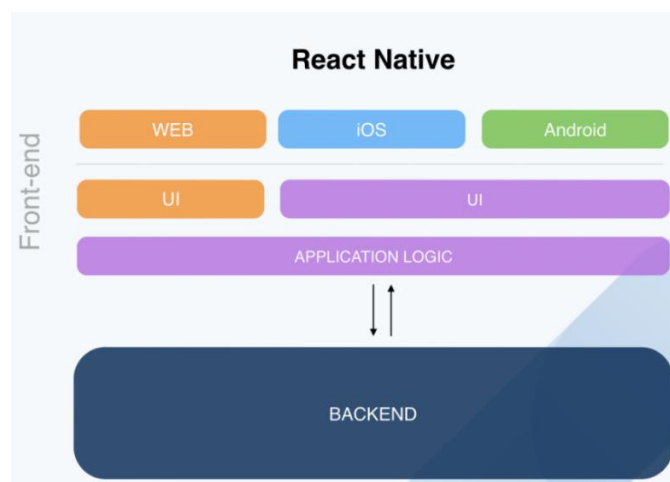 React Native
Front-end
WEB
iOS
Android
UI
UI
APPLICATION LOGIC
BACKEND